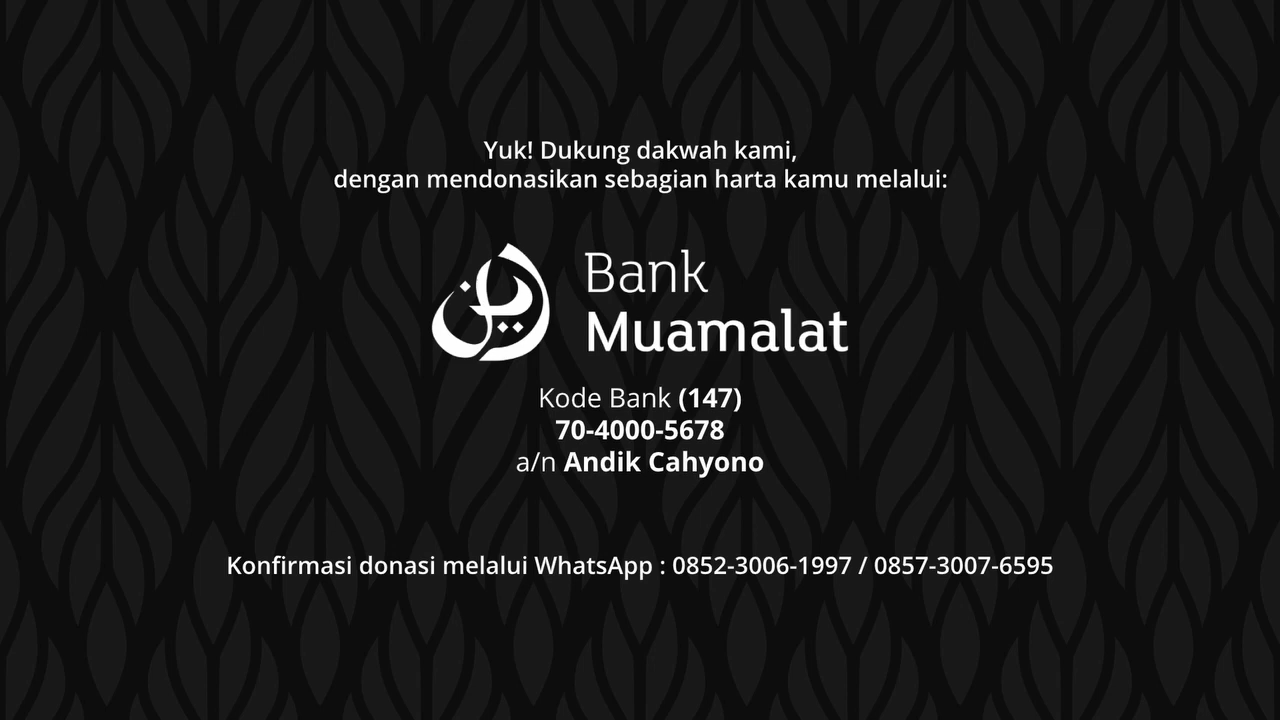 Yuk! Dukung dakwah kami,
dengan mendonasikan sebagian harta kamu melalui:
Bank
Muamalat
Kode Bank (147)
70-4000-5678
a/n Andik Cahyono
Konfirmasi donasi melalui WhatsApp : 0852-3006-1997 / 0857-3007-6595